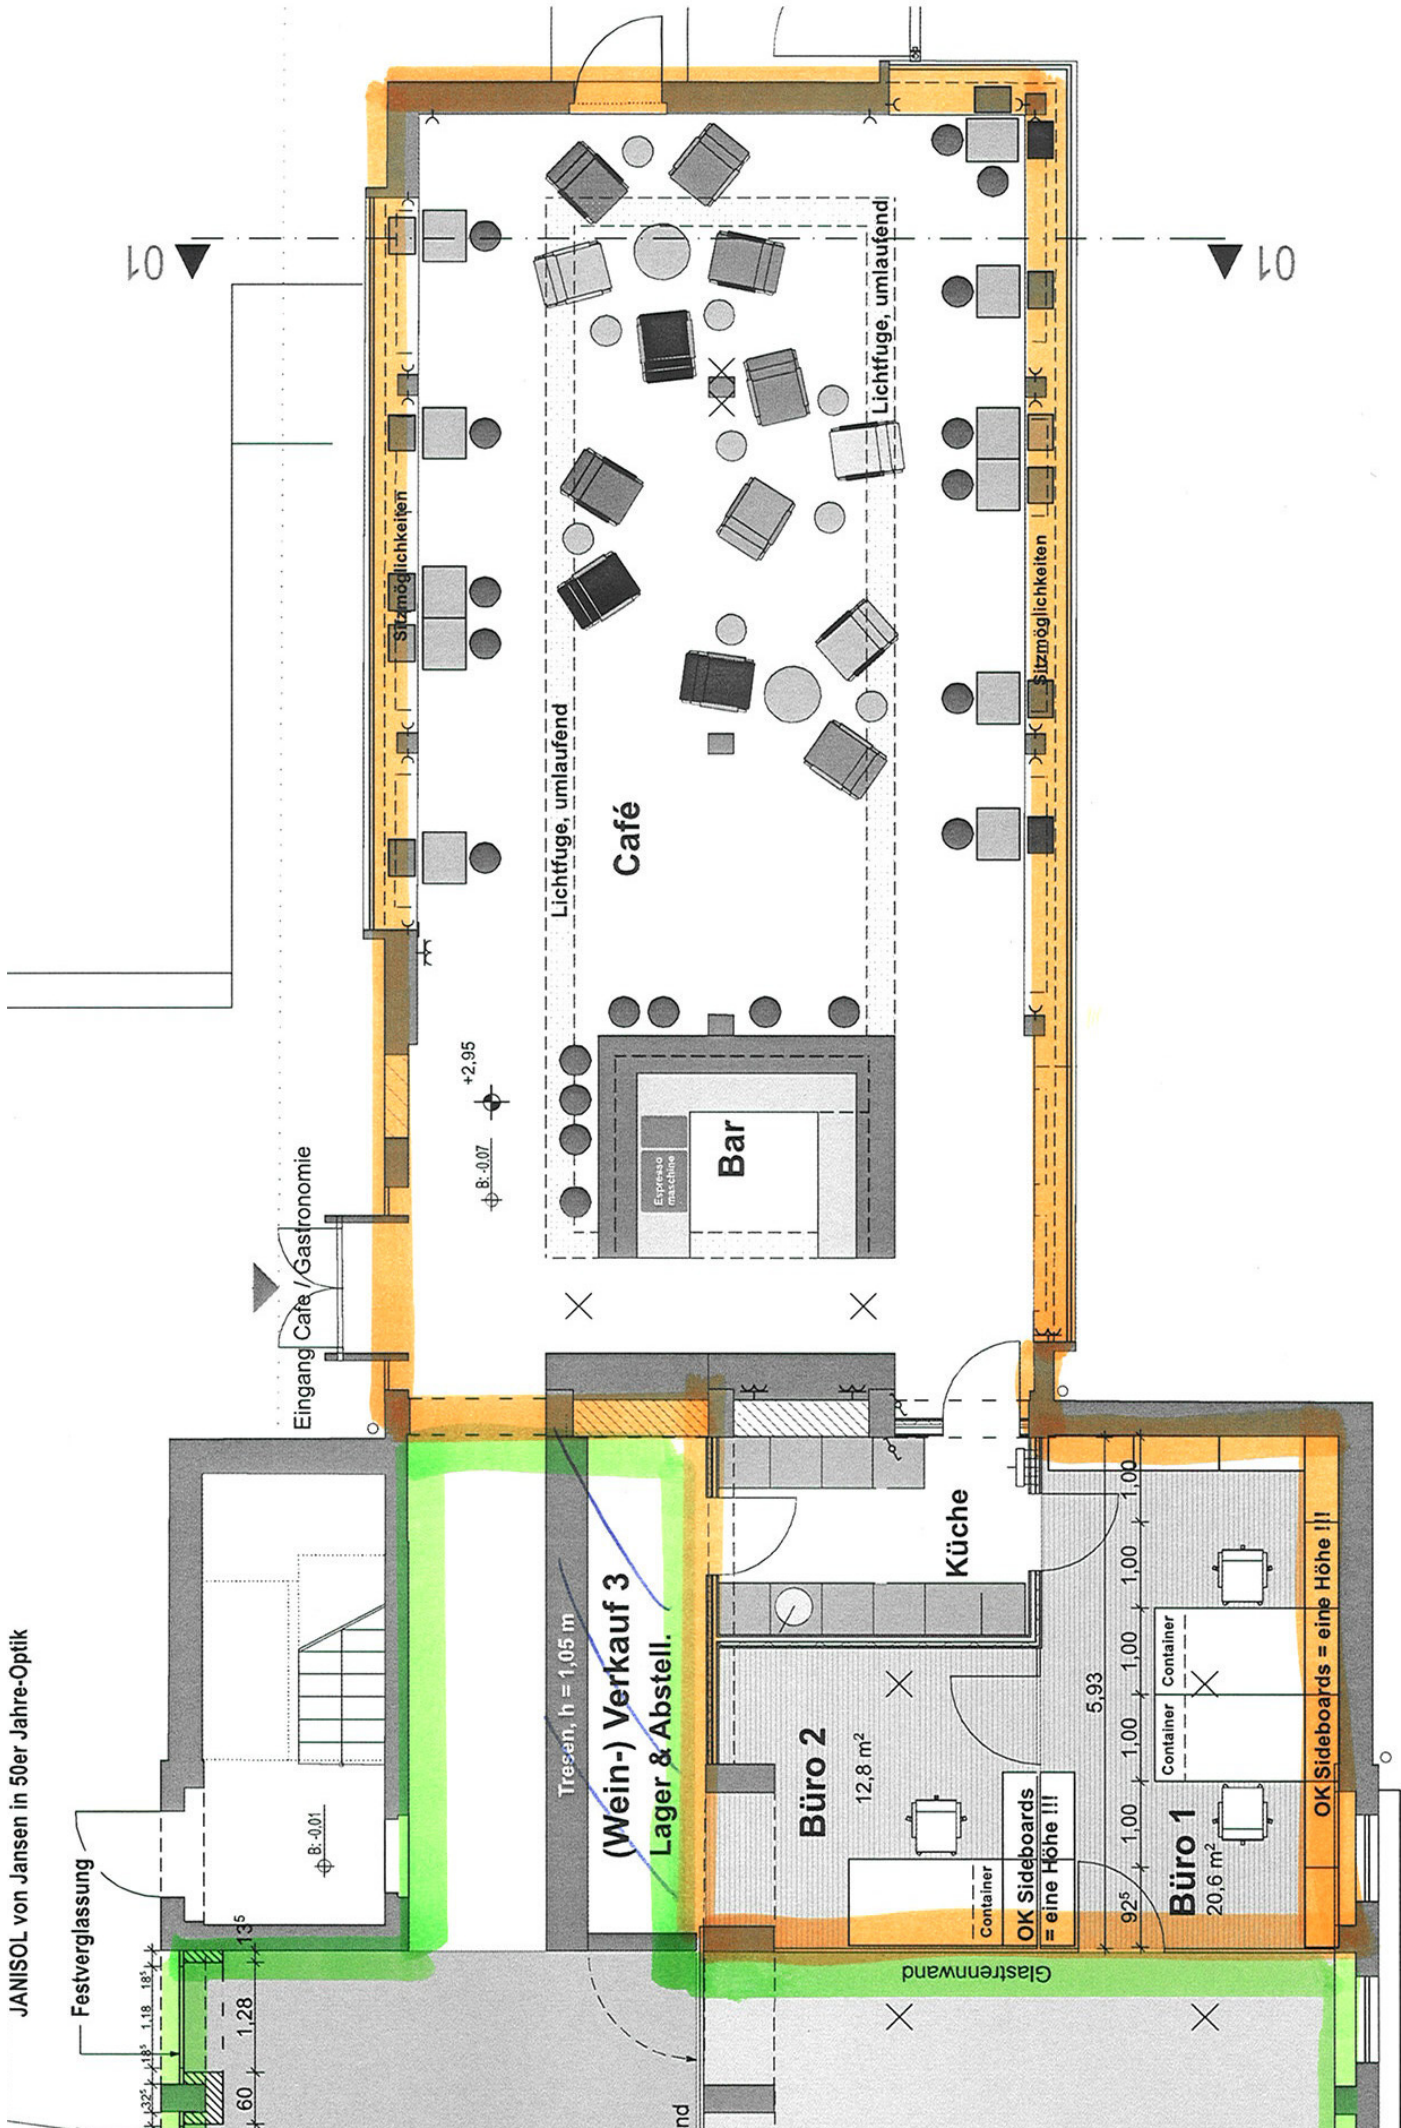 01
01
Sitzmöglichkeiten
Lichtfuge, umlaufend
Lichtfuge, umlaufend
Sitzmöglichkeiten
Café
+2,95
B: -0.07
Espresso
maschine
Bar
Eingang Cafe / Gastronomie
JANISOL von Jansen in 50er Jahre-Optik
Festverglassung
B: -0,01
Tresen, h = 1,05 m
(Wein-) Verkauf 3
Lager & Abstell.
Küche
Büro 2
12,8 m²
Container
OK Sideboards
= eine Höhe !!!
5,93
92⁵
1,00
1,00
1,00
1,00
1,00
Container
Container
Büro 1
20,6 m²
OK Sideboards = eine Höhe !!!
Glastrennwand
32⁵
18⁵
1,18
18⁵
60
1,28
13⁵
nd